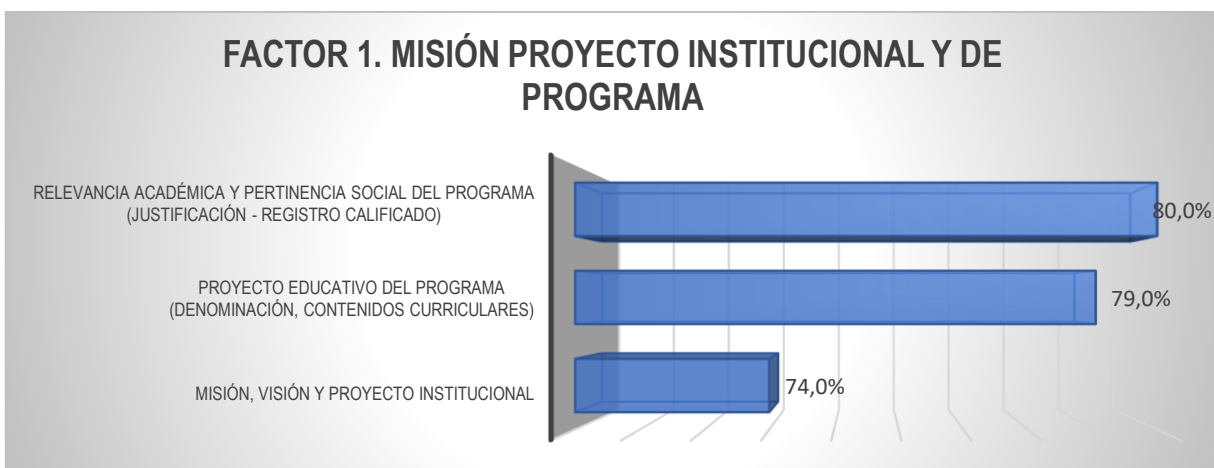 FACTOR 1. MISIÓN PROYECTO INSTITUCIONAL Y DE
PROGRAMA
RELEVANCIA ACADÉMICA Y PERTINENCIA SOCIAL DEL PROGRAMA
(JUSTIFICACIÓN - REGISTRO CALIFICADO)
80,0%
PROYECTO EDUCATIVO DEL PROGRAMA
(DENOMINACIÓN, CONTENIDOS CURRICULARES)
79,0%
MISIÓN, VISIÓN Y PROYECTO INSTITUCIONAL
74,0%